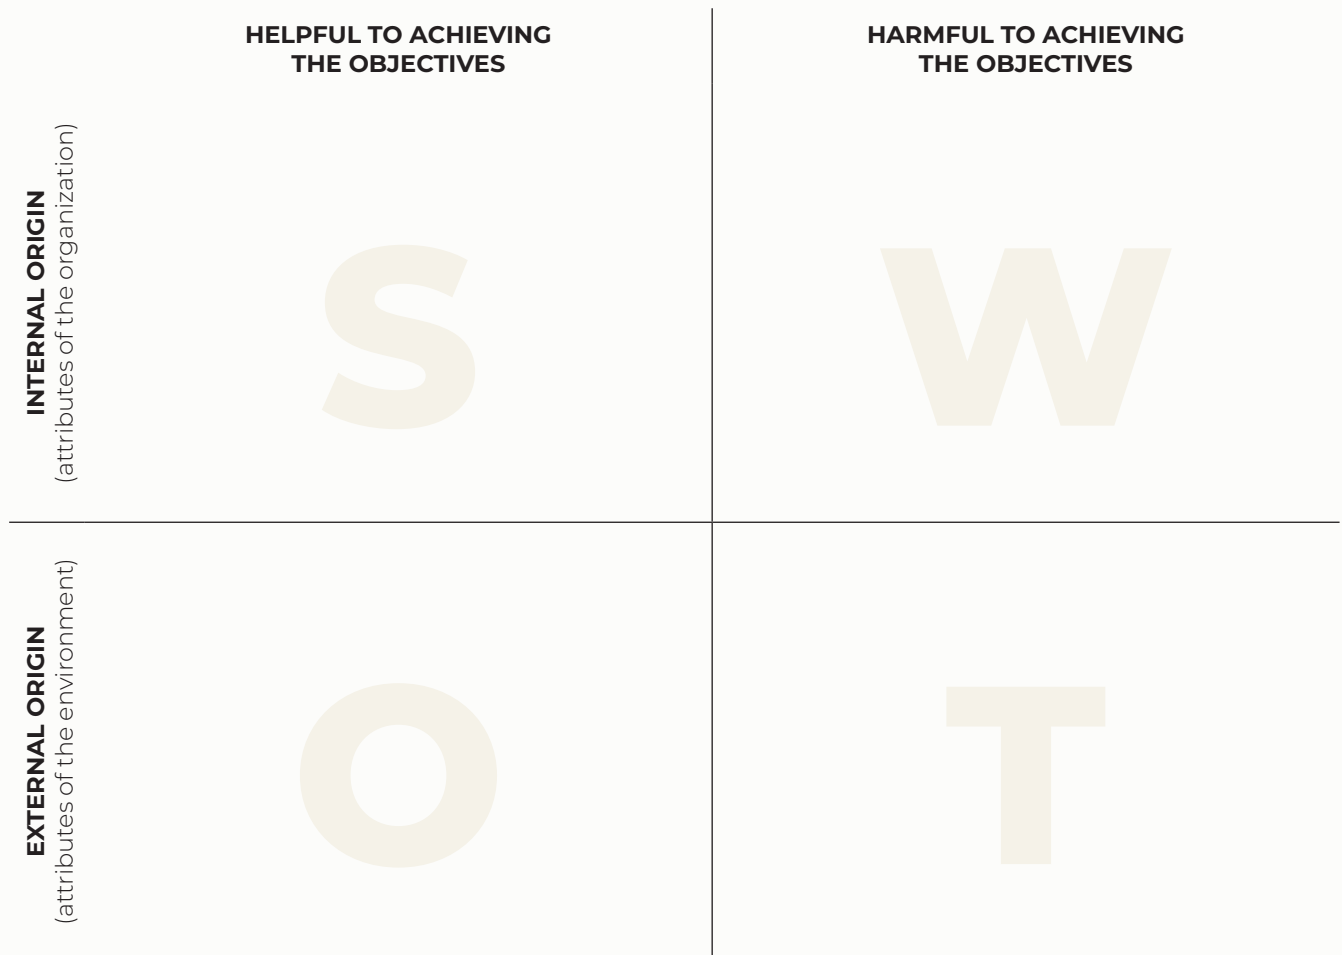 HELPFUL TO ACHIEVING
THE OBJECTIVES
HARMFUL TO ACHIEVING
THE OBJECTIVES
INTERNAL ORIGIN
(attributes of the organization)
S
W
EXTERNAL ORIGIN
(attributes of the environment)
O
T